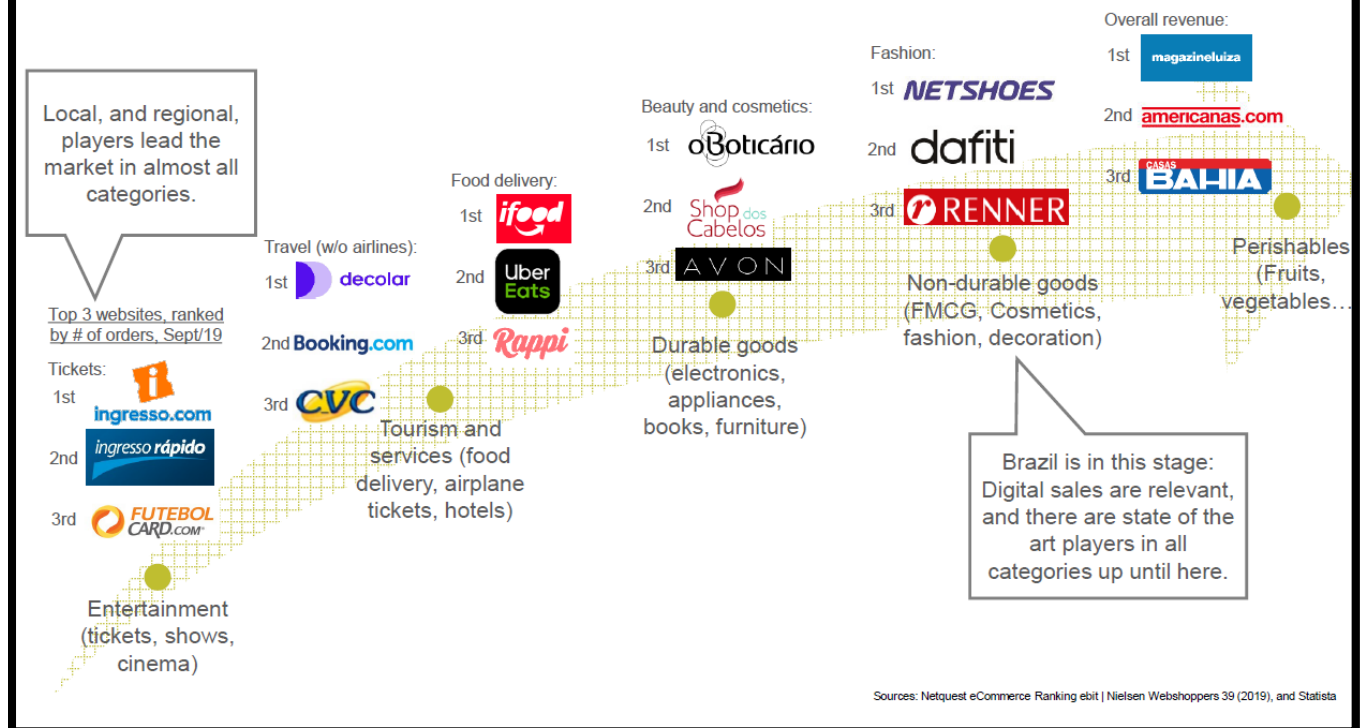 Local, and regional,
players lead the
market in almost all
categories.
Top 3 websites, ranked
by # of orders, Sept/19
Tickets:
1st
ingresso.com
2nd
ingresso rápido
3rd
FUTEBOL
CARD.COM
Entertainment
(tickets, shows,
cinema)
Travel (w/o airlines):
1st
decolar
2nd
Booking.com
3rd
CVC
Tourism and
services (food
delivery, airplane
tickets, hotels)
Food delivery:
1st
ifood
2nd
Uber
Eats
3rd
Rappi
Beauty and cosmetics:
1st
oBoticário
2nd
Shop dos
Cabelos
3rd
AVON
Durable goods
(electronics,
appliances,
books, furniture)
Fashion:
1st
NETSHOES
2nd
dafiti
3rd
r RENNER
Non-durable goods
(FMCG, Cosmetics,
fashion, decoration)
Brazil is in this stage:
Digital sales are relevant,
and there are state of the
art players in all
categories up until here.
Overall revenue:
1st
magazineluiza
2nd
americanas.com
3rd
CASAS
BAHIA
Perishables
(Fruits,
vegetables…
Sources: Netquest eCommerce Ranking ebit | Nielsen Webshoppers 39 (2019), and Statista